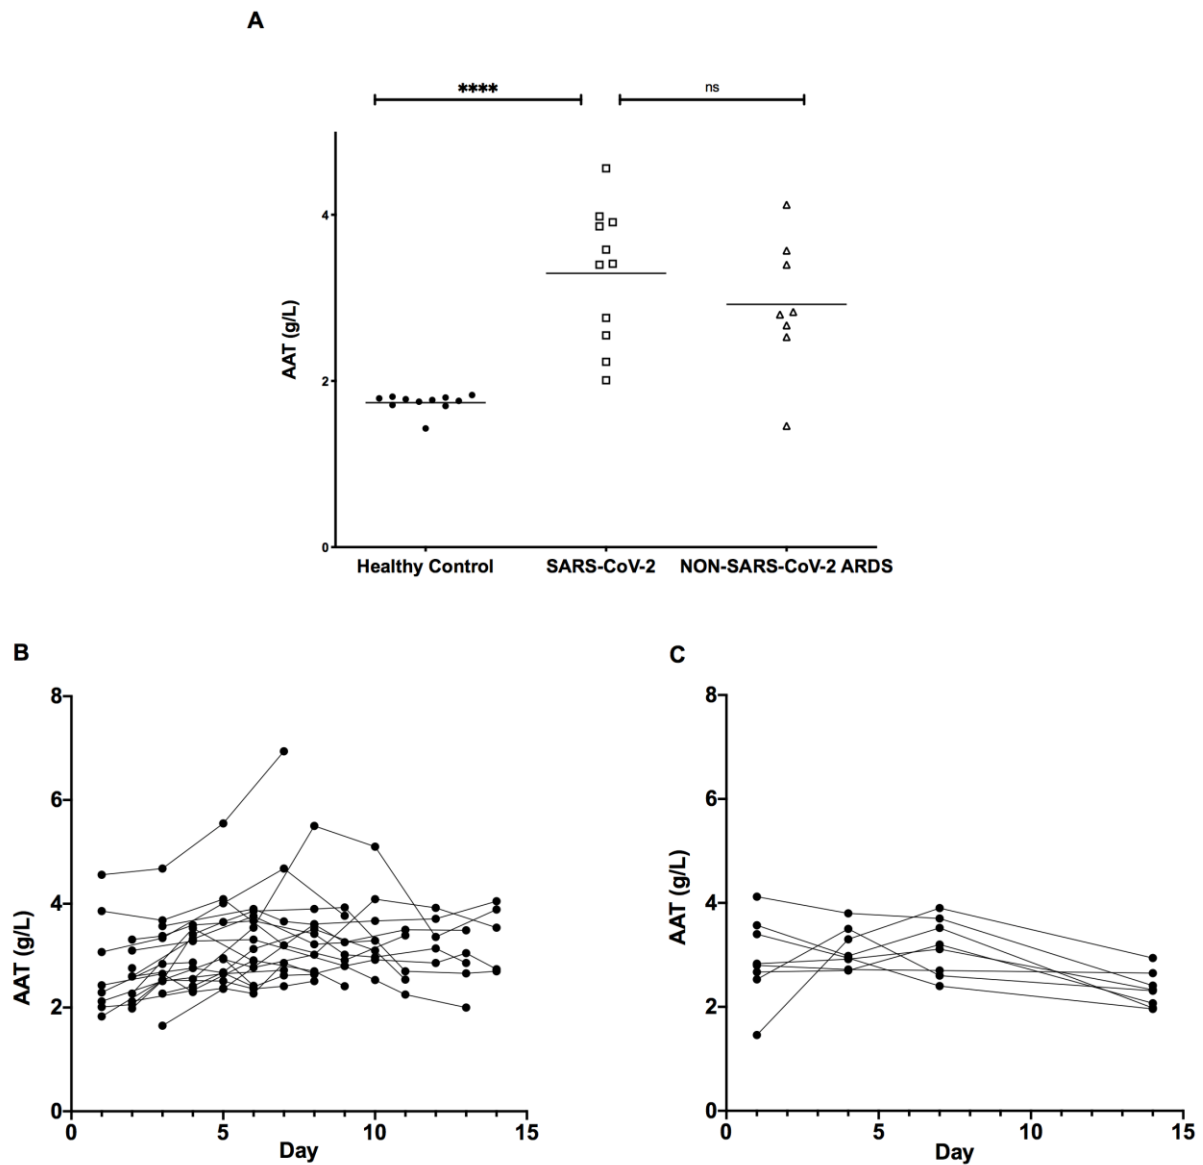 A
**** ns
AAT (g/L)
4
2
0
Healthy Control SARS-CoV-2 NON-SARS-CoV-2 ARDS
B
AAT (g/L)
8
6
4
2
0
0 5 10 15
Day
C
AAT (g/L)
8
6
4
2
0
0 5 10 15
Day